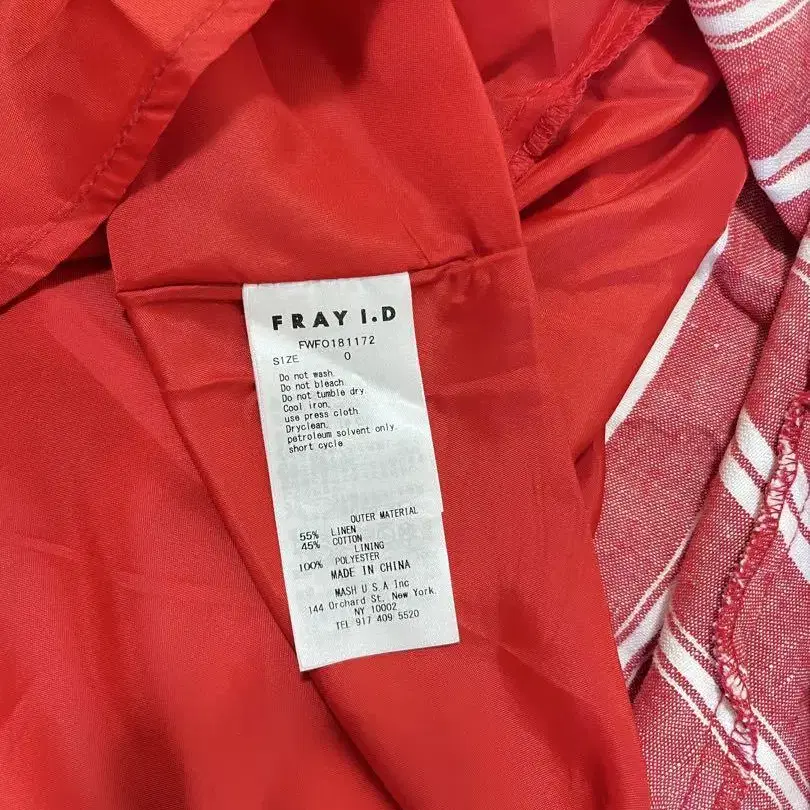 FRAY I.D
FWFO181172
SIZE 0
Do not wash.
Do not bleach.
Do not tumble dry.
Cool iron.
use press cloth.
Dryclean.
petroleum solvent only.
short cycle.
OUTER MATERIAL
55% LINEN
45% COTTON
LINING
100% POLYESTER
MADE IN CHINA
MASH U S A Inc
144 Orchard St. New York.
NY 10002
TEL 917 409 5520